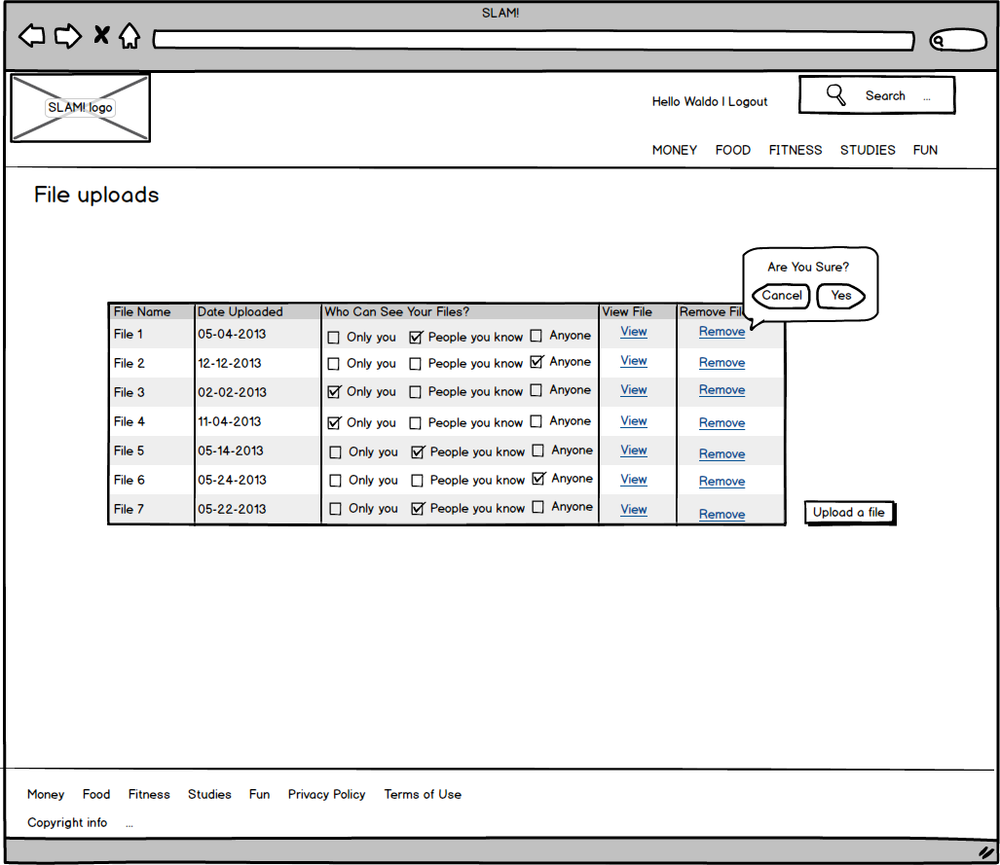 SLAM!
SLAM! logo
Hello Waldo | Logout
Search ...
MONEY FOOD FITNESS STUDIES FUN
File uploads
Are You Sure?
Cancel Yes
File Name Date Uploaded Who Can See Your Files? View File Remove Fil
File 1 05-04-2013 Only you People you know Anyone View Remove
File 2 12-12-2013 Only you People you know Anyone View Remove
File 3 02-02-2013 Only you People you know Anyone View Remove
File 4 11-04-2013 Only you People you know Anyone View Remove
File 5 05-14-2013 Only you People you know Anyone View Remove
File 6 05-24-2013 Only you People you know Anyone View Remove
File 7 05-22-2013 Only you People you know Anyone View Remove
Upload a file
Money Food Fitness Studies Fun Privacy Policy Terms of Use
Copyright info ...